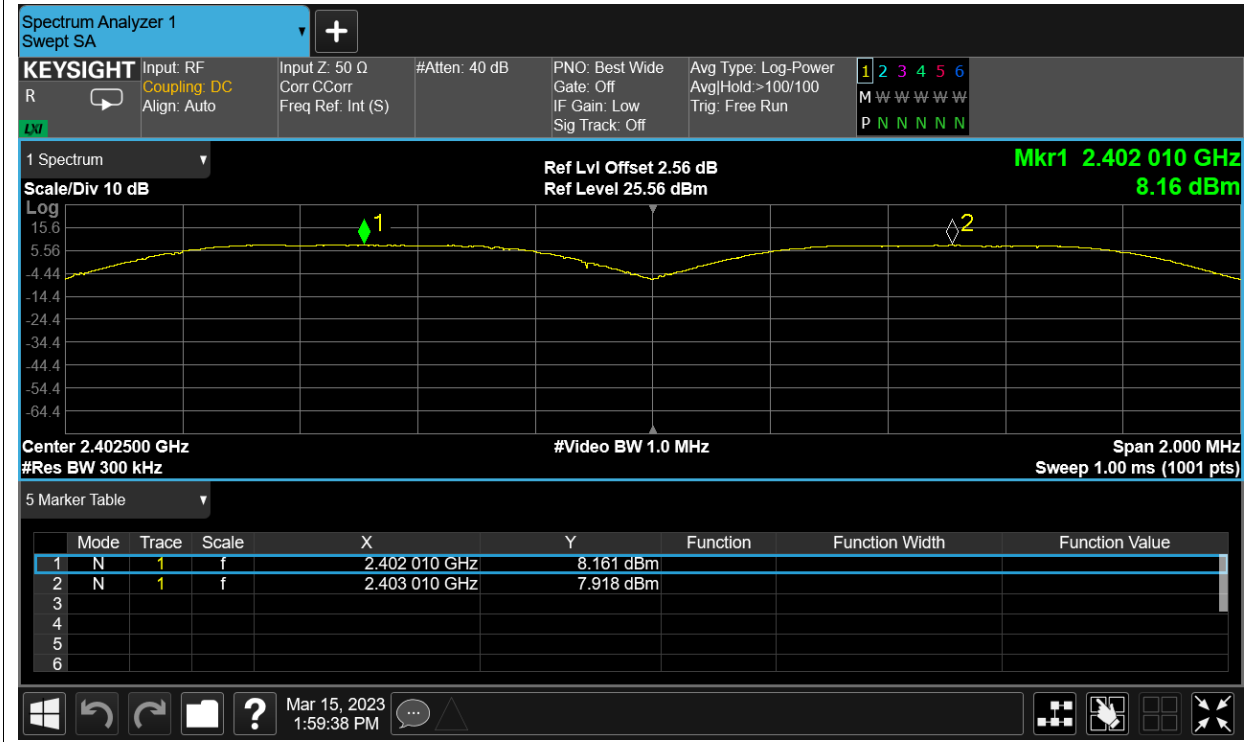 Spectrum Analyzer 1
Swept SA
KEYSIGHT
R
LXI
Input: RF
Coupling: DC
Align: Auto
Input Z: 50 Ω
Corr CCorr
Freq Ref: Int (S)
#Atten: 40 dB
PNO: Best Wide
Gate: Off
IF Gain: Low
Sig Track: Off
Avg Type: Log-Power
Avg|Hold:>100/100
Trig: Free Run
1 2 3 4 5 6
M W W W W W
P N N N N N
1 Spectrum
Scale/Div 10 dB
Ref Lvl Offset 2.56 dB
Ref Level 25.56 dBm
Mkr1 2.402 010 GHz
8.16 dBm
Log
15.6
5.56
-4.44
-14.4
-24.4
-34.4
-44.4
-54.4
-64.4
1
2
Center 2.402500 GHz
#Res BW 300 kHz
#Video BW 1.0 MHz
Span 2.000 MHz
Sweep 1.00 ms (1001 pts)
5 Marker Table
Mode Trace Scale X Y Function Function Width Function Value
1 N 1 f 2.402 010 GHz 8.161 dBm
2 N 1 f 2.403 010 GHz 7.918 dBm
3
4
5
6
?
Mar 15, 2023
1:59:38 PM